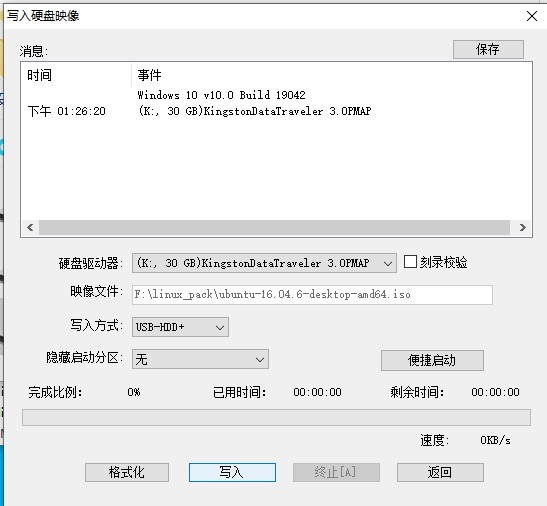 写入硬盘映像
消息:
保存
时间 事件
Windows 10 v10.0 Build 19042
下午 01:26:20 (K:, 30 GB)KingstonDataTraveler 3.0PMAP
硬盘驱动器: (K:, 30 GB)KingstonDataTraveler 3.0PMAP 刻录校验
映像文件: F:\linux_pack\ubuntu-16.04.6-desktop-amd64.iso
写入方式: USB-HDD+
隐藏启动分区: 无 便捷启动
完成比例: 0% 已用时间: 00:00:00 剩余时间: 00:00:00
速度: 0KB/s
格式化 写入 终止[A] 返回